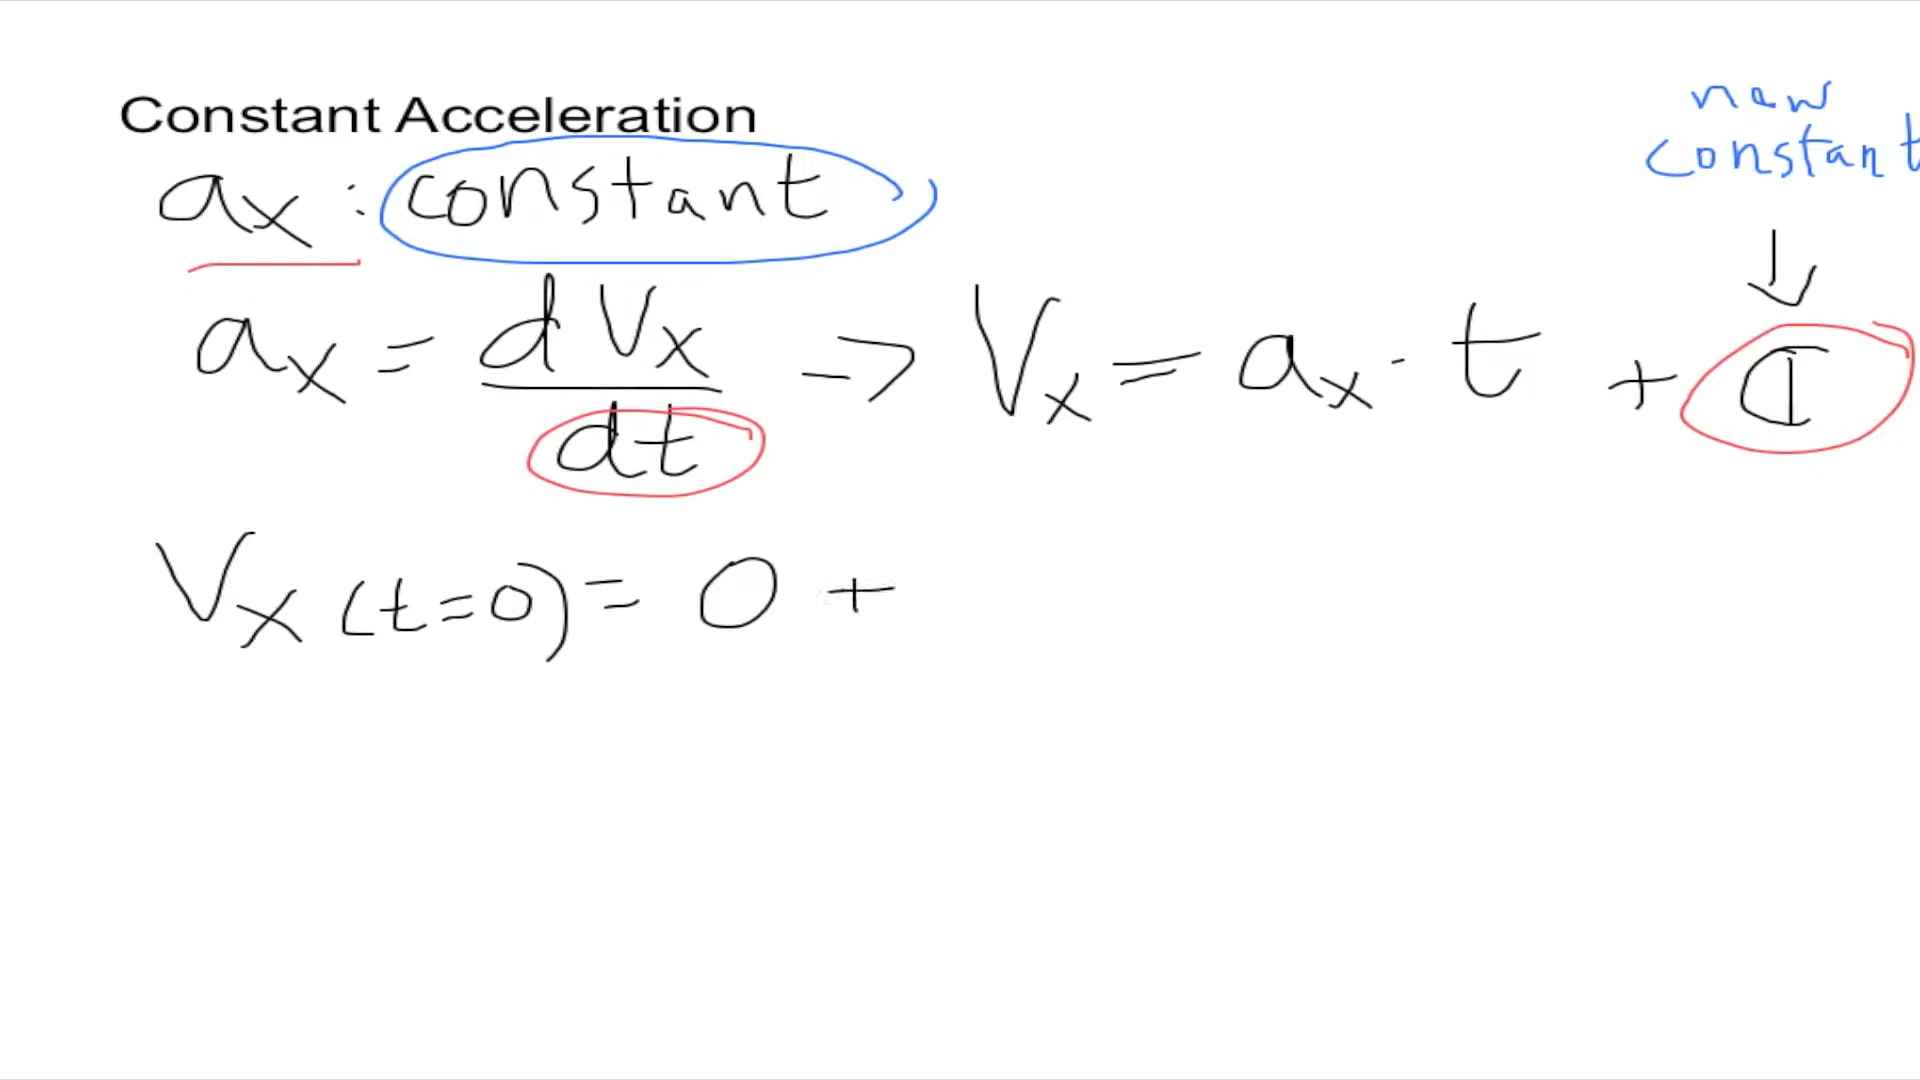 Constant Acceleration
new
constant
ax : constant
↓
ax = dVx/dt → Vx = ax · t + C
Vx (t=0) = 0 +